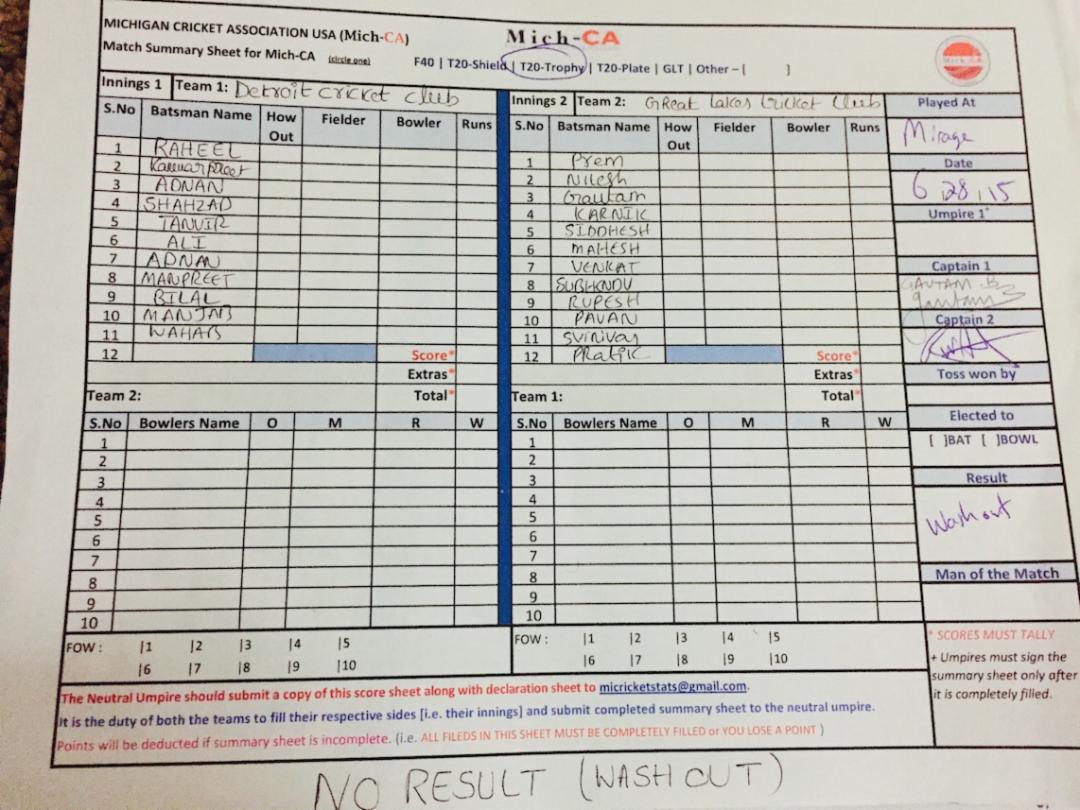 MICHIGAN CRICKET ASSOCIATION USA (Mich-CA)
Mich-CA
Match Summary Sheet for Mich-CA (circle one) F40 | T20-Shield | T20-Trophy | T20-Plate | GLT | Other – [ ]
Mich-CA
Innings 1 Team 1: Detroit cricket club
S.No Batsman Name How Out Fielder Bowler Runs
1 RAHEEL
2 Kanwarpreet
3 ADNAN
4 SHAHZAD
5 TANVIR
6 ALI
7 ADNAN
8 MANPREET
9 BILAL
10 MANJAB
11 WAHAB
12 Score*
Extras*
Team 2: Total*
S.No Bowlers Name O M R W
1
2
3
4
5
6
7
8
9
10
FOW : |1 |2 |3 |4 |5
|6 |7 |8 |9 |10
Innings 2 Team 2: GReat lakes Cricket Club
S.No Batsman Name How Out Fielder Bowler Runs
1 Prem
2 Nilesh
3 Gautam
4 KARNIK
5 SIDDHESH
6 MAHESH
7 VENKAT
8 SUBHENDU
9 RUPESH
10 PAVAN
11 Srinivas
12 PRATIK Score*
Extras*
Team 1: Total*
S.No Bowlers Name O M R W
1
2
3
4
5
6
7
8
9
10
FOW : |1 |2 |3 |4 |5
|6 |7 |8 |9 |10
Played At
Mirage
Date
6 28 15
Umpire 1*
Captain 1
GAUTAM B
gautam
Captain 2
Toss won by
Elected to
[ ]BAT [ ]BOWL
Result
Wash out
Man of the Match
* SCORES MUST TALLY
+ Umpires must sign the
summary sheet only after
it is completely filled.
The Neutral Umpire should submit a copy of this score sheet along with declaration sheet to micricketstats@gmail.com.
It is the duty of both the teams to fill their respective sides [i.e. their innings] and submit completed summary sheet to the neutral umpire.
Points will be deducted if summary sheet is incomplete. (i.e. ALL FILEDS IN THIS SHEET MUST BE COMPLETELY FILLED or YOU LOSE A POINT )
NO RESULT (WASH OUT)